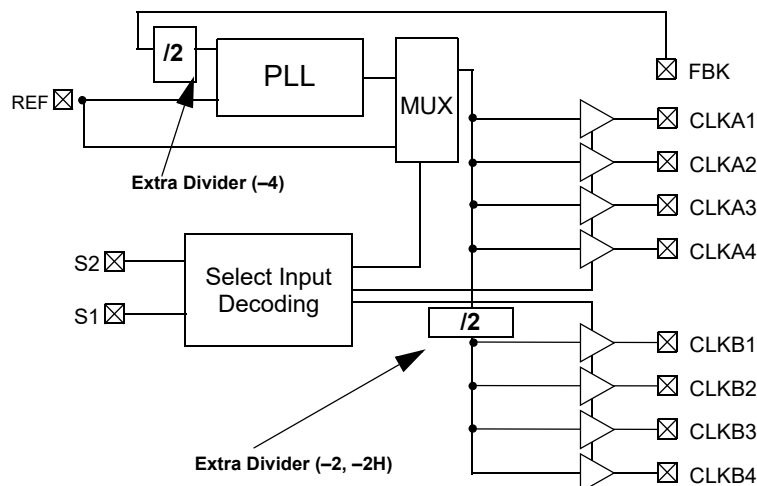 /2
PLL
MUX
FBK
REF
CLKA1
CLKA2
CLKA3
CLKA4
Extra Divider (–4)
S2
S1
Select Input
Decoding
/2
CLKB1
CLKB2
CLKB3
CLKB4
Extra Divider (–2, –2H)